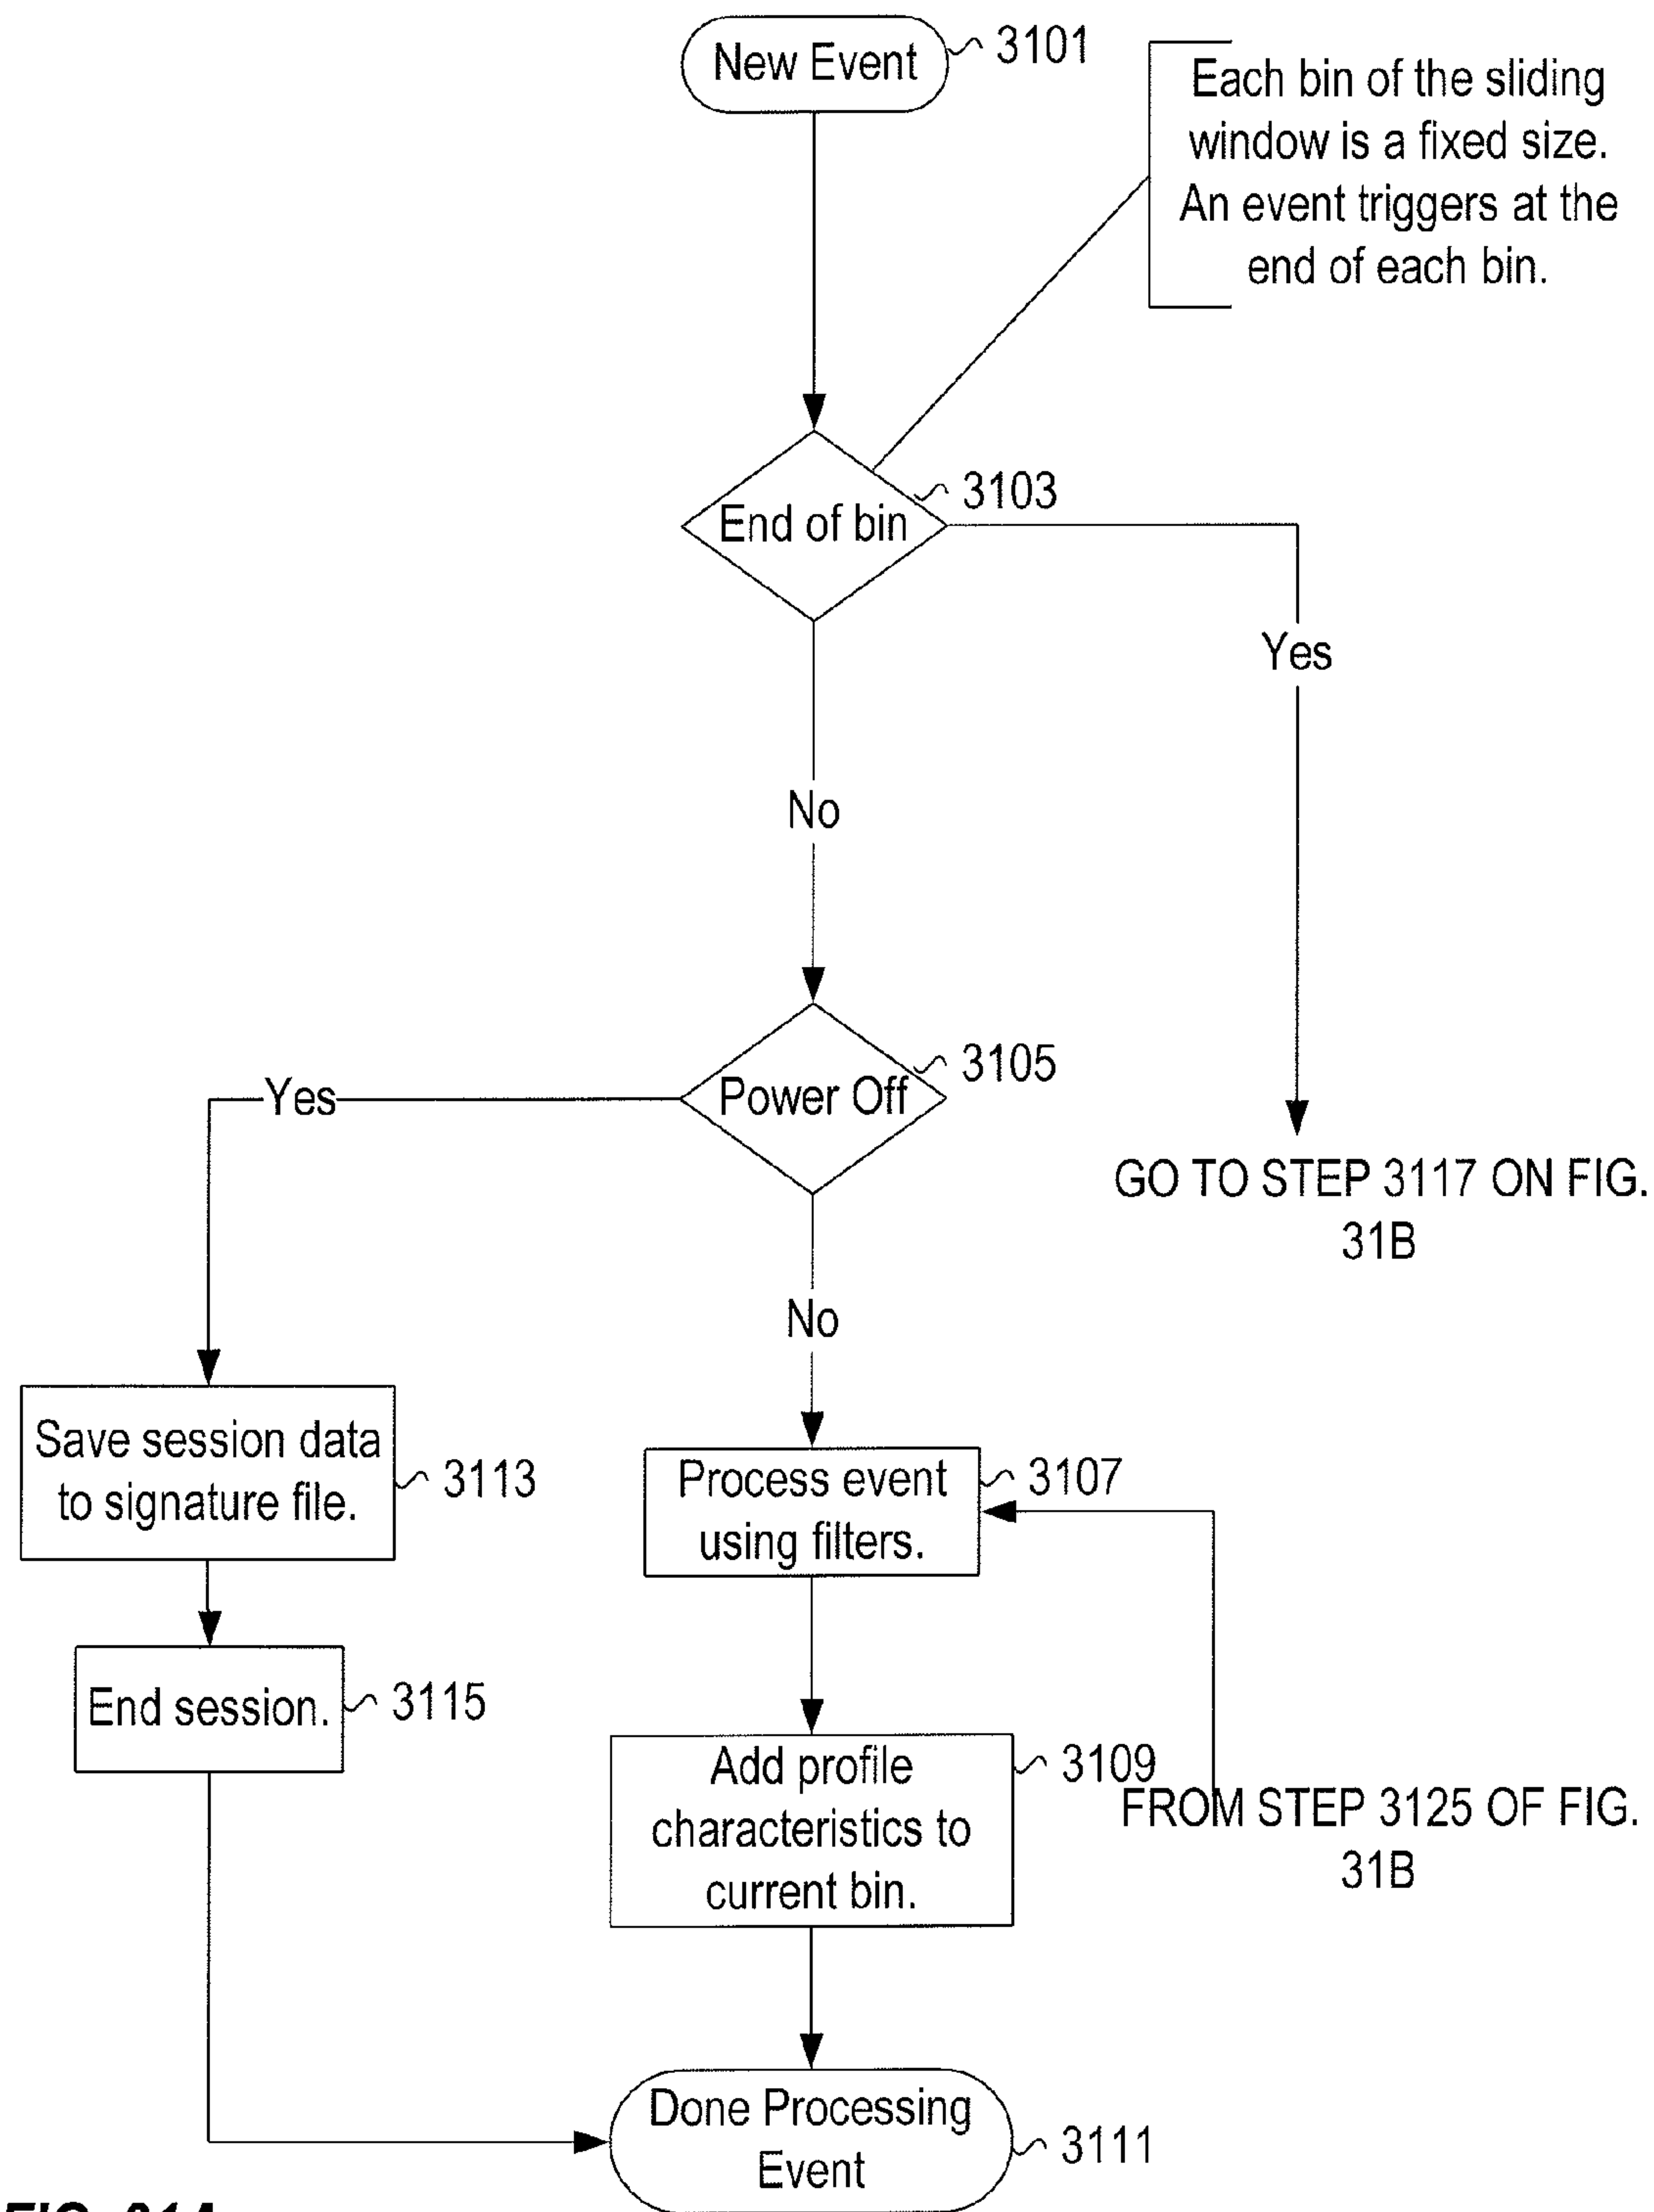 New Event
3101
Each bin of the sliding
window is a fixed size.
An event triggers at the
end of each bin.
End of bin
3103
Yes
No
Power Off
3105
Yes
GO TO STEP 3117 ON FIG.
31B
No
Save session data
to signature file.
3113
Process event
using filters.
3107
End session.
3115
Add profile
characteristics to
current bin.
3109
FROM STEP 3125 OF FIG.
31B
Done Processing
Event
3111